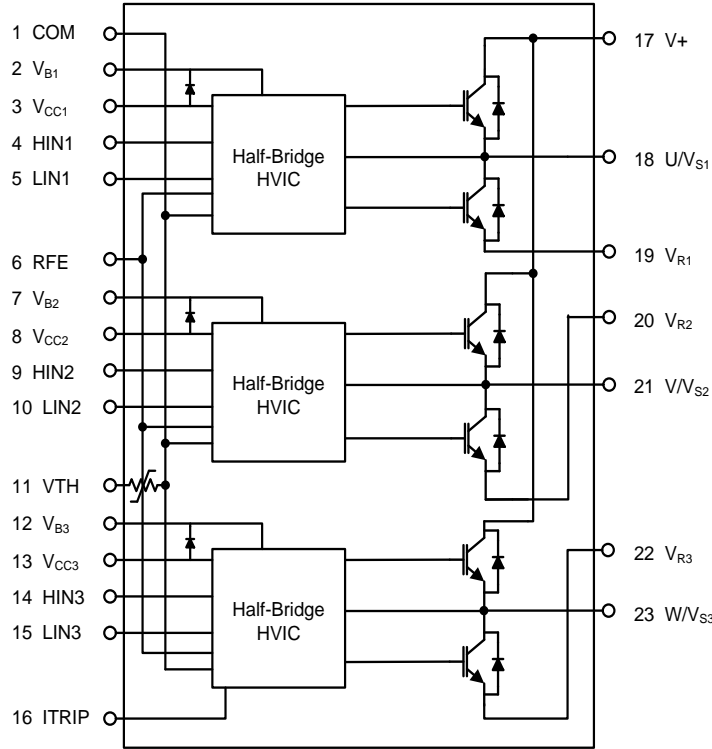 1 COM
2 VB1
3 VCC1
4 HIN1
5 LIN1
6 RFE
7 VB2
8 VCC2
9 HIN2
10 LIN2
11 VTH
12 VB3
13 VCC3
14 HIN3
15 LIN3
16 ITRIP
Half-Bridge
HVIC
Half-Bridge
HVIC
Half-Bridge
HVIC
17 V+
18 U/VS1
19 VR1
20 VR2
21 V/VS2
22 VR3
23 W/VS3